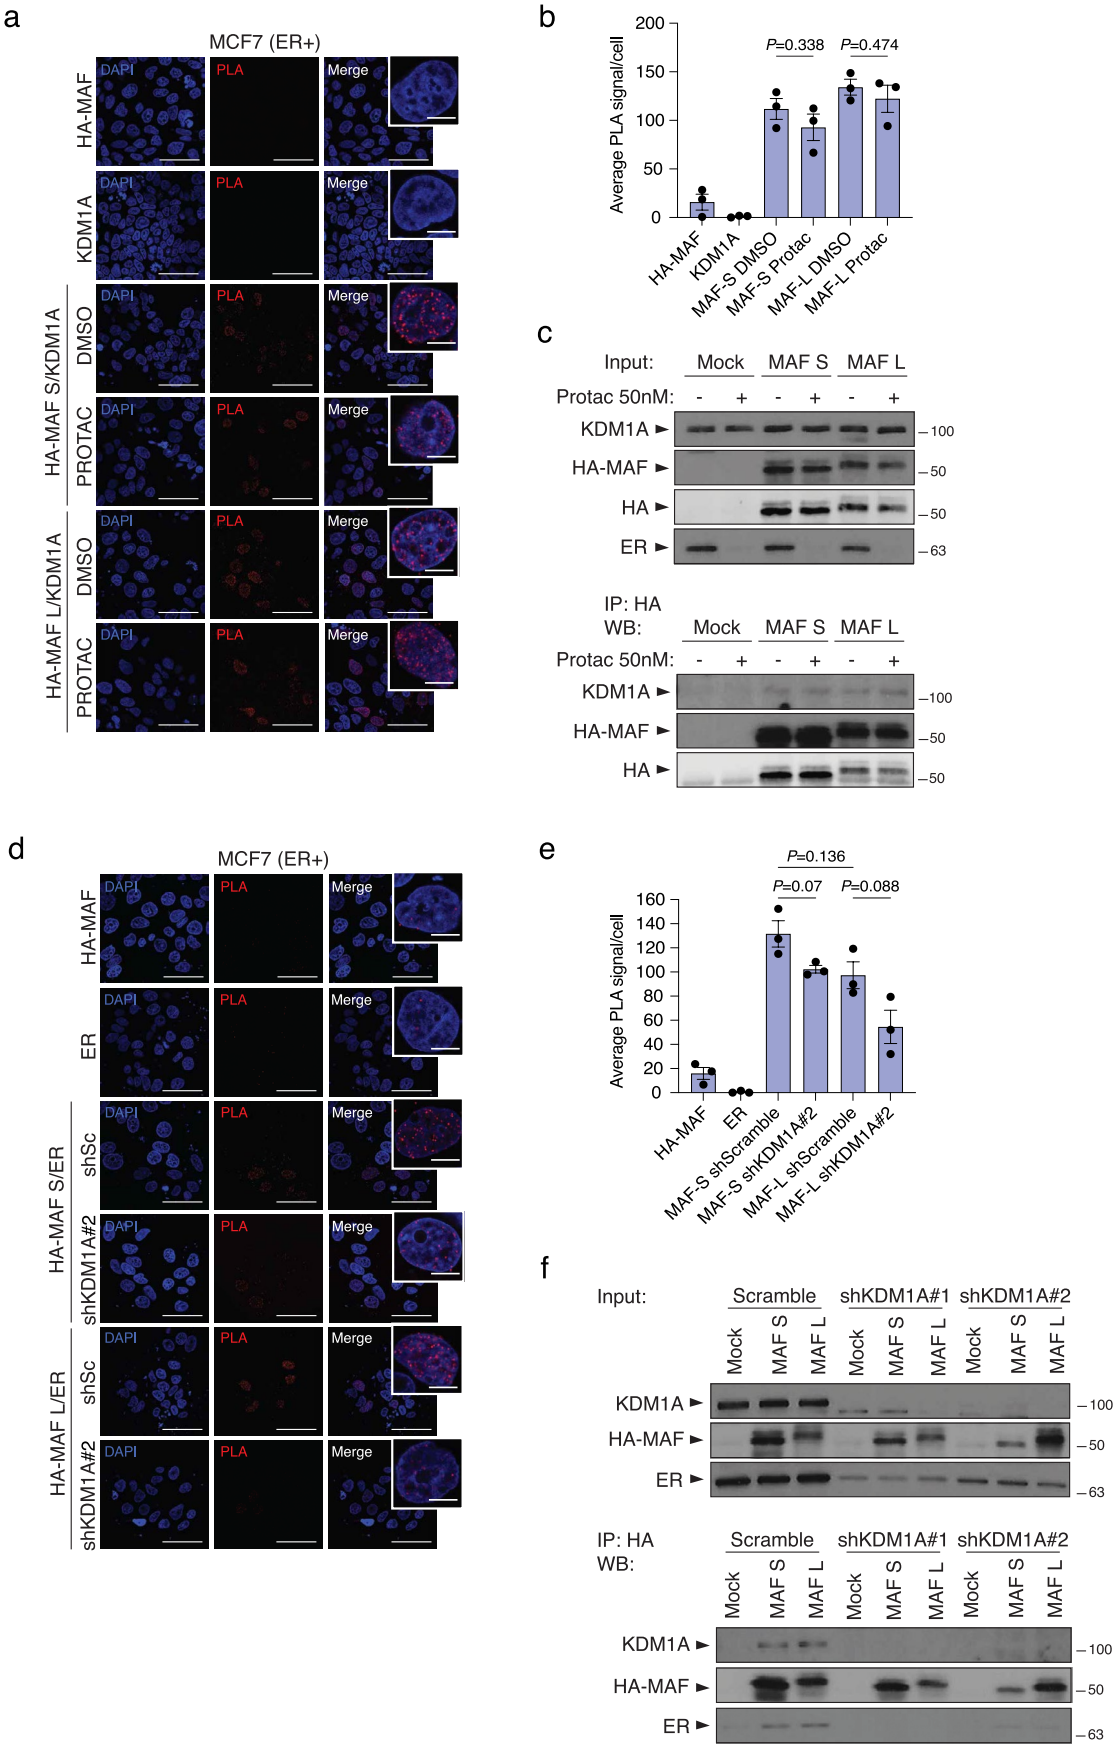 a
MCF7 (ER+)
HA-MAF
DAPI PLA Merge
KDM1A
DAPI PLA Merge
HA-MAF S/KDM1A
DMSO
DAPI PLA Merge
PROTAC
DAPI PLA Merge
HA-MAF L/KDM1A
DMSO
DAPI PLA Merge
PROTAC
DAPI PLA Merge
b
Average PLA signal/cell
200
150
100
50
0
P=0.338 P=0.474
HA-MAF
KDM1A
MAF-S DMSO
MAF-S Protac
MAF-L DMSO
MAF-L Protac
c
Input: Mock MAF S MAF L
Protac 50nM: - + - + - +
KDM1A 100
HA-MAF 50
HA 50
ER 63
IP: HA
WB: Mock MAF S MAF L
Protac 50nM: - + - + - +
KDM1A 100
HA-MAF 50
HA 50
d
MCF7 (ER+)
HA-MAF
DAPI PLA Merge
ER
DAPI PLA Merge
HA-MAF S/ER
shSc
DAPI PLA Merge
shKDM1A#2
DAPI PLA Merge
HA-MAF L/ER
shSc
DAPI PLA Merge
shKDM1A#2
DAPI PLA Merge
e
Average PLA signal/cell
160
140
120
100
80
60
40
20
0
P=0.136
P=0.07 P=0.088
HA-MAF
ER
MAF-S shScramble
MAF-S shKDM1A#2
MAF-L shScramble
MAF-L shKDM1A#2
f
Input: Scramble shKDM1A#1 shKDM1A#2
Mock MAF S MAF L Mock MAF S MAF L Mock MAF S MAF L
KDM1A 100
HA-MAF 50
ER 63
IP: HA Scramble shKDM1A#1 shKDM1A#2
WB:
Mock MAF S MAF L Mock MAF S MAF L Mock MAF S MAF L
KDM1A 100
HA-MAF 50
ER 63